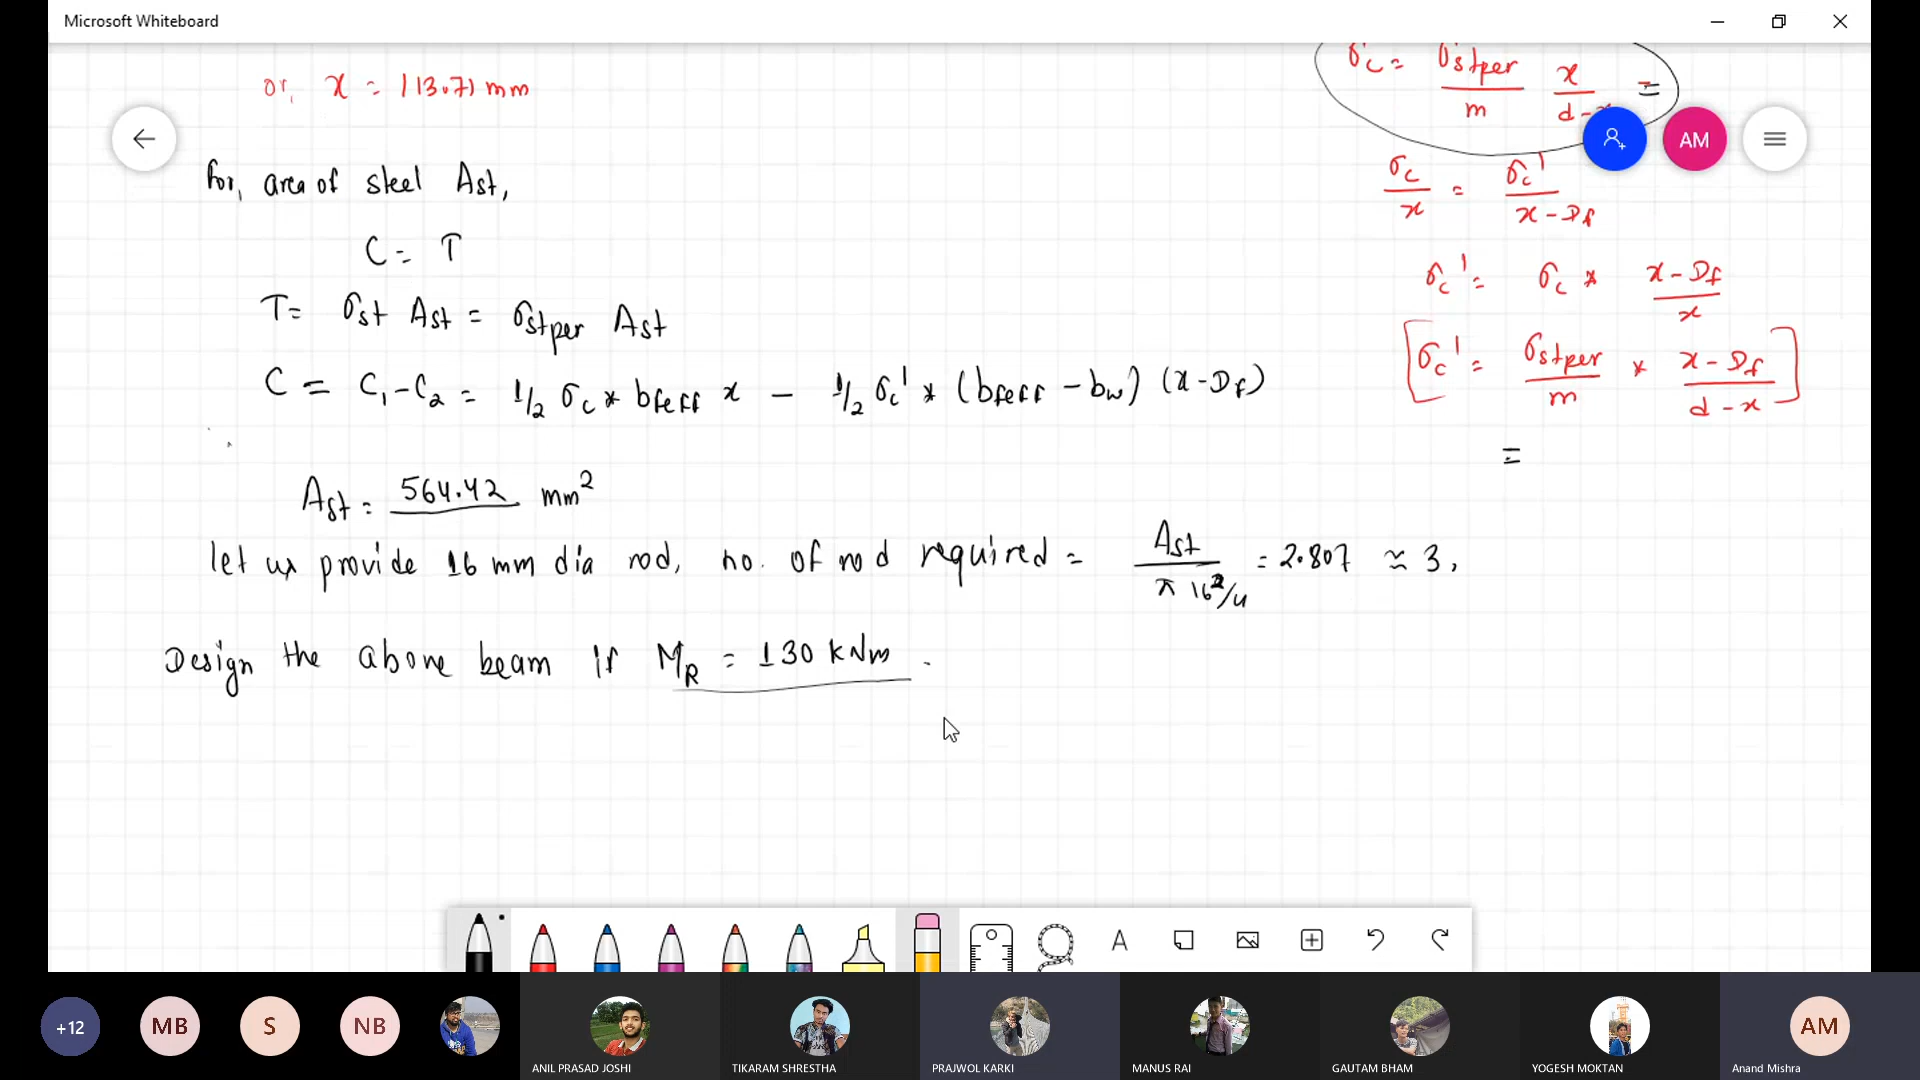 Microsoft Whiteboard
or, x = 113.71 mm
σc = σstper/m x/d-x =
AM
σc/x = σc'/x-Df
for, area of steel Ast,
C = T
σc' = σc * x-Df/x
T = σst Ast = σstper Ast
[σc' = σstper/m * x-Df/d-x]
C = C1-C2 = 1/2 σc * bfeff x - 1/2 σc' * (bfeff - bw) (x-Df)
=
Ast = 564.42 mm²
let us provide 16 mm dia rod, no. of rod required = Ast/π 16²/4 = 2.807 ≈ 3,
Design the above beam if MR = 130 kNm.
A
+12
MB
S
NB
AM
ANIL PRASAD JOSHI
TIKARAM SHRESTHA
PRAJWOL KARKI
MANUS RAI
GAUTAM BHAM
YOGESH MOKTAN
Anand Mishra